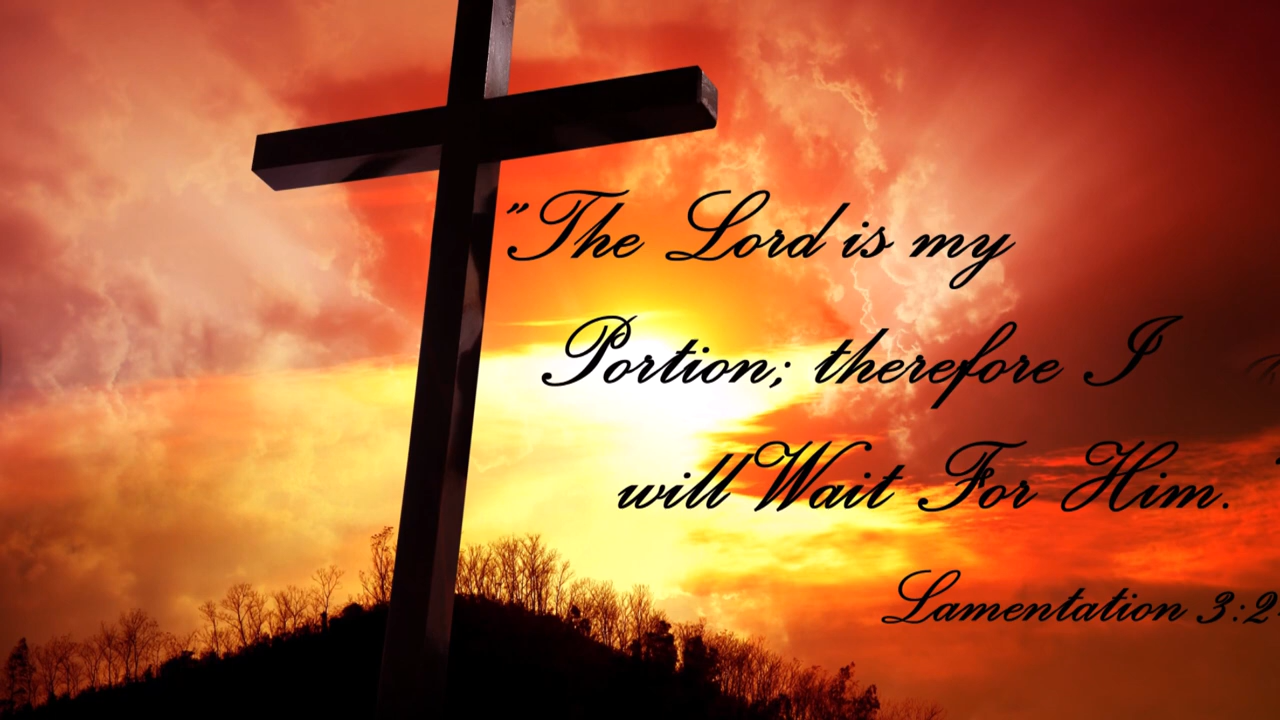 "The Lord is my
Portion; therefore I
will Wait For Him.
Lamentation 3:2